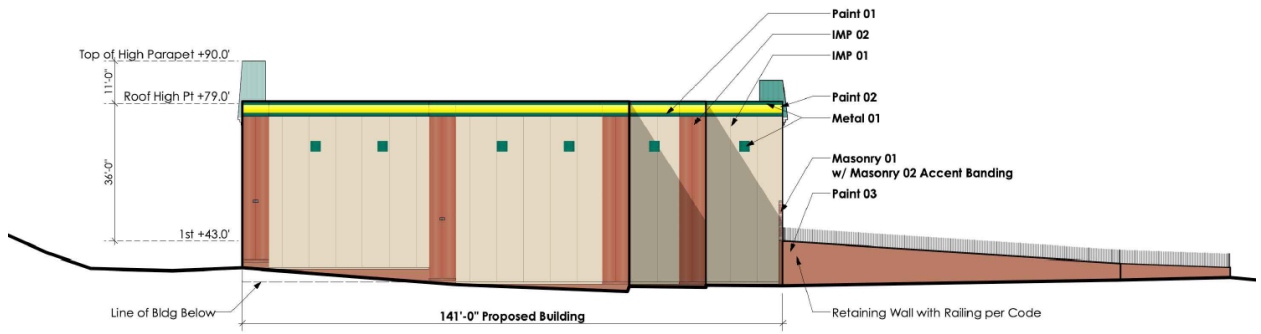 Paint 01
IMP 02
IMP 01
Top of High Parapet +90.0'
11'-0"
Roof High Pt +79.0'
Paint 02
Metal 01
36'-0"
Masonry 01
w/ Masonry 02 Accent Banding
Paint 03
1st +43.0'
Line of Bldg Below
141'-0" Proposed Building
Retaining Wall with Railing per Code